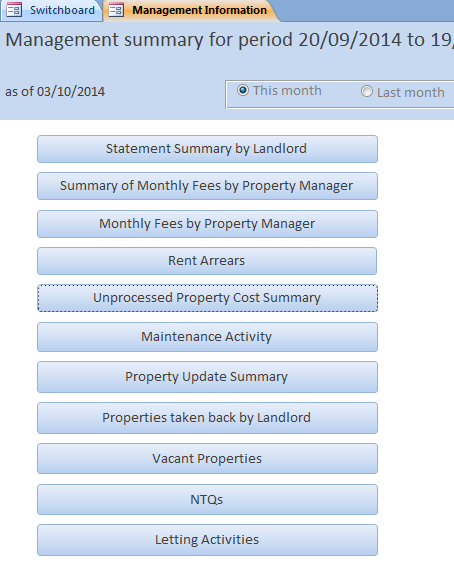 Switchboard Management Information
Management summary for period 20/09/2014 to 19/
as of 03/10/2014 This month Last month
Statement Summary by Landlord
Summary of Monthly Fees by Property Manager
Monthly Fees by Property Manager
Rent Arrears
Unprocessed Property Cost Summary
Maintenance Activity
Property Update Summary
Properties taken back by Landlord
Vacant Properties
NTQs
Letting Activities